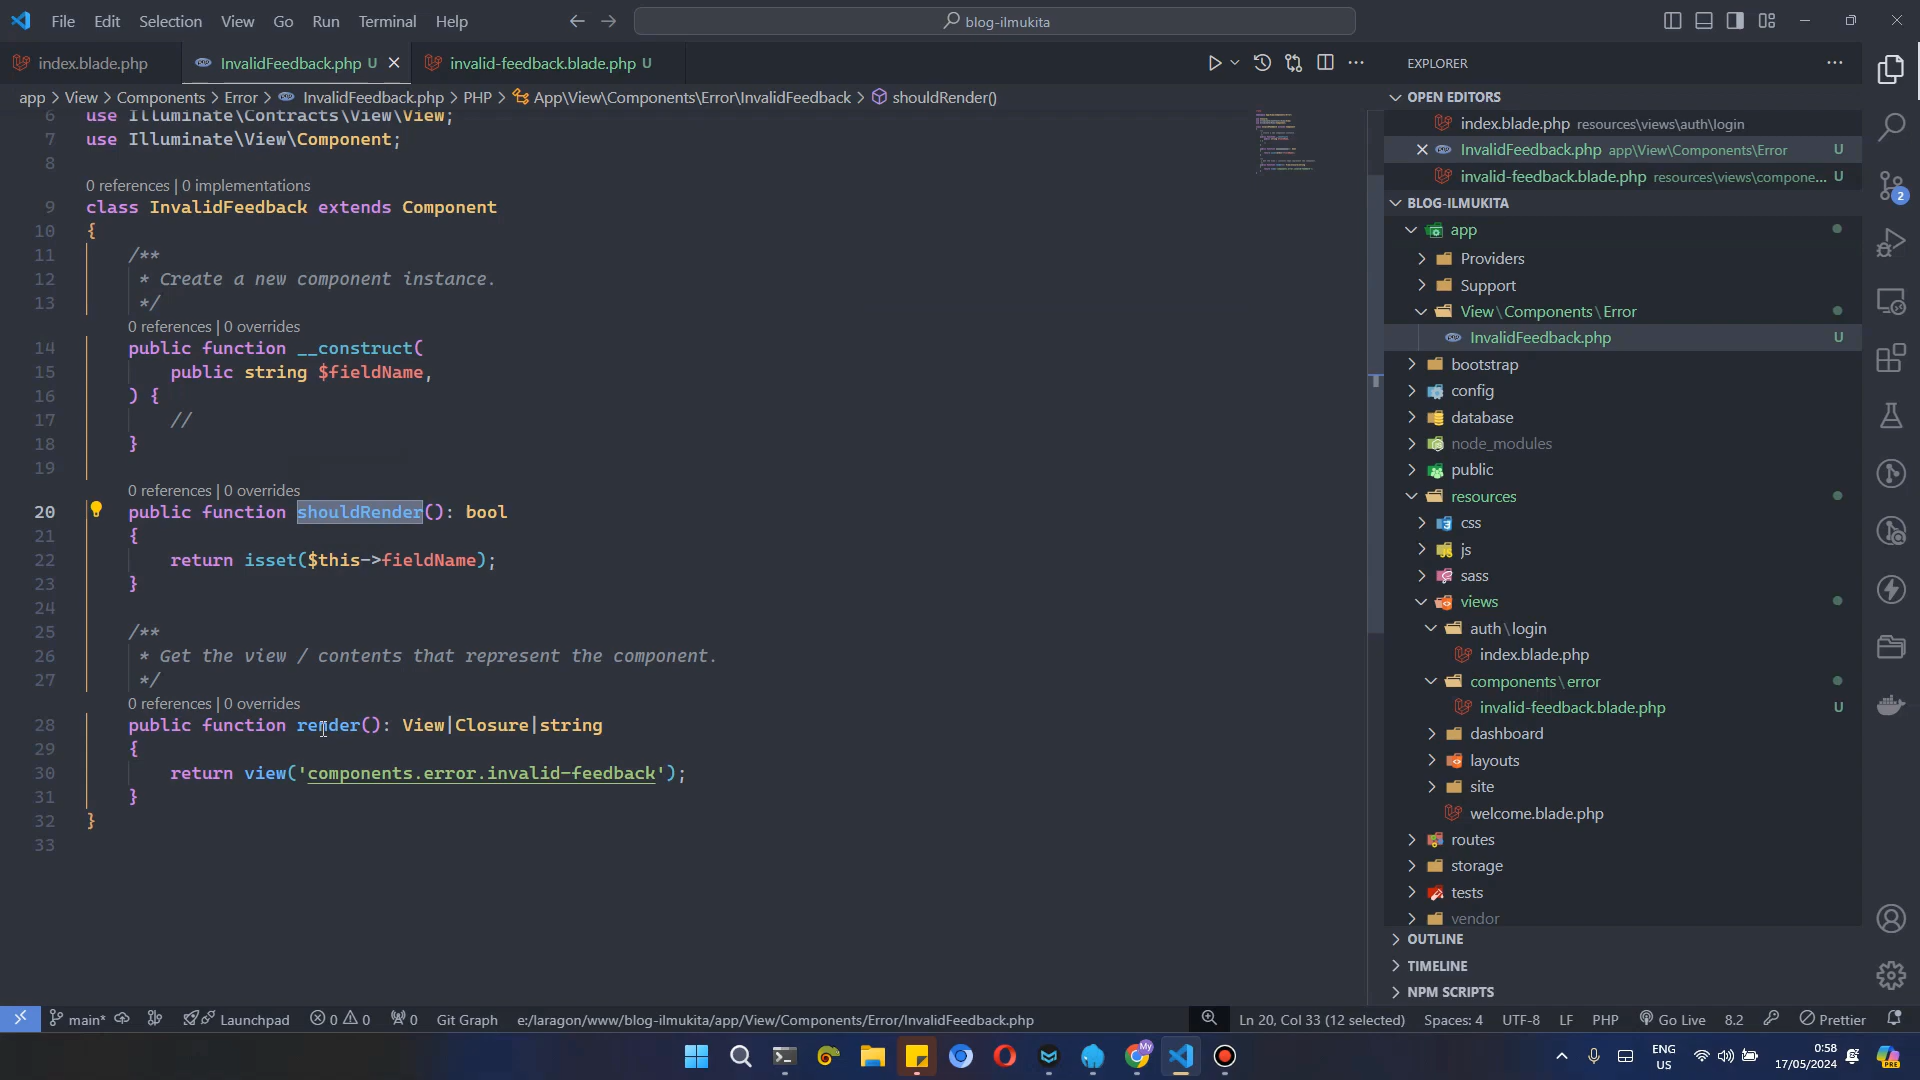 File Edit Selection View Go Run Terminal Help
blog-ilmukita
index.blade.php
InvalidFeedback.php U
invalid-feedback.blade.php U
app > View > Components > Error > InvalidFeedback.php > PHP > App\View\Components\Error\InvalidFeedback > shouldRender()
6 use Illuminate\Contracts\View\View;
7 use Illuminate\View\Component;
8
0 references | 0 implementations
9 class InvalidFeedback extends Component
10 {
11 /**
12 * Create a new component instance.
13 */
0 references | 0 overrides
14 public function __construct(
15 public string $fieldName,
16 ) {
17 //
18 }
19
0 references | 0 overrides
20 public function shouldRender(): bool
21 {
22 return isset($this->fieldName);
23 }
24
25 /**
26 * Get the view / contents that represent the component.
27 */
0 references | 0 overrides
28 public function render(): View|Closure|string
29 {
30 return view('components.error.invalid-feedback');
31 }
32 }
33
EXPLORER
OPEN EDITORS
index.blade.php resources\views\auth\login
InvalidFeedback.php app\View\Components\Error U
invalid-feedback.blade.php resources\views\compone... U
BLOG-ILMUKITA
app
Providers
Support
View\Components\Error
InvalidFeedback.php U
bootstrap
config
database
node_modules
public
resources
css
js
sass
views
auth\login
index.blade.php
components\error
invalid-feedback.blade.php U
dashboard
layouts
site
welcome.blade.php
routes
storage
tests
vendor
OUTLINE
TIMELINE
NPM SCRIPTS
2
main* Launchpad 0 0 0 Git Graph e:/laragon/www/blog-ilmukita/app/View/Components/Error/InvalidFeedback.php Ln 20, Col 33 (12 selected) Spaces: 4 UTF-8 LF PHP Go Live 8.2 Prettier
My
ENG
US
0:58
17/05/2024
PRE